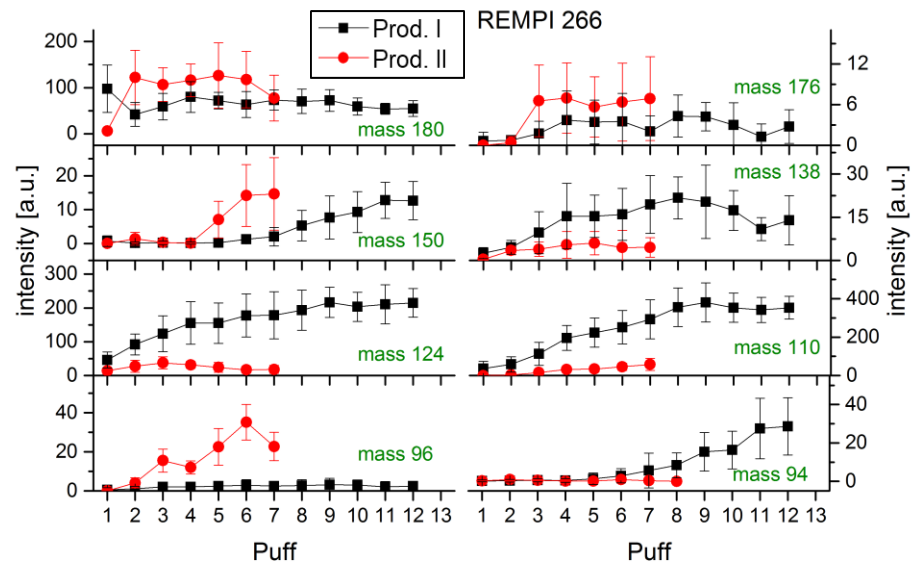 REMPI 266
Prod. I
Prod. II
200
100
0
mass 180
12
6
0
mass 176
20
10
0
mass 150
30
15
0
mass 138
300
200
100
0
mass 124
400
200
0
mass 110
40
20
0
mass 96
40
20
0
mass 94
intensity [a.u.]
intensity [a.u.]
1 2 3 4 5 6 7 8 9 10 11 12 13
1 2 3 4 5 6 7 8 9 10 11 12 13
Puff
Puff